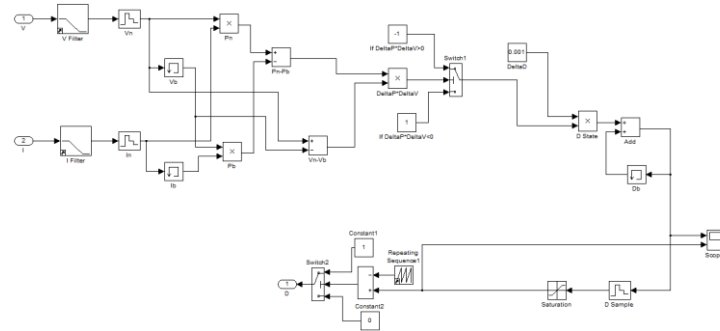 1
V
V Filter
Vn
Vb
Pn
Pn-Pb
-1
If DeltaP*DeltaV>0
Switch1
0.001
DeltaD
DeltaP*DeltaV
1
If DeltaP*DeltaV<0
D State
Add
2
I
I Filter
In
Ib
Pb
Vn-Vb
Db
Scop
Constant1
1
Switch2
Repeating
Sequence1
1
D
Constant2
0
Saturation
D Sample